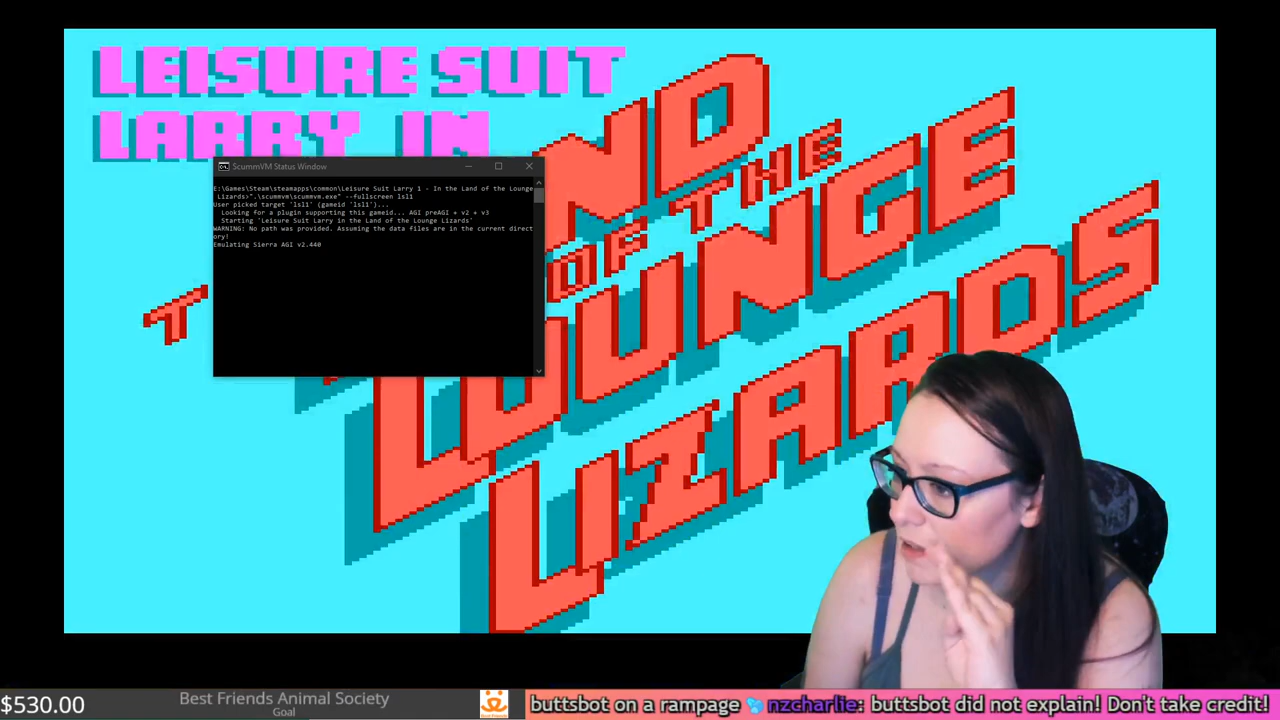 LEISURE SUIT
LARRY IN
T
ND
OF THE
LOUNGE
LIZARDS
ScummVM Status Window
E:\Games\Steam\steamapps\common\Leisure Suit Larry 1 - In the Land of the Lounge
Lizards>".\scummvm\scummvm.exe" --fullscreen lsl1
User picked target 'lsl1' (gameid 'lsl1')...
Looking for a plugin supporting this gameid... AGI preAGI + v2 + v3
Starting 'Leisure Suit Larry in the Land of the Lounge Lizards'
WARNING: No path was provided. Assuming the data files are in the current direct
ory!
Emulating Sierra AGI v2.440
$530.00
Best Friends Animal Society
Goal
buttsbot on a rampage nzcharlie: buttsbot did not explain! Don't take credit!